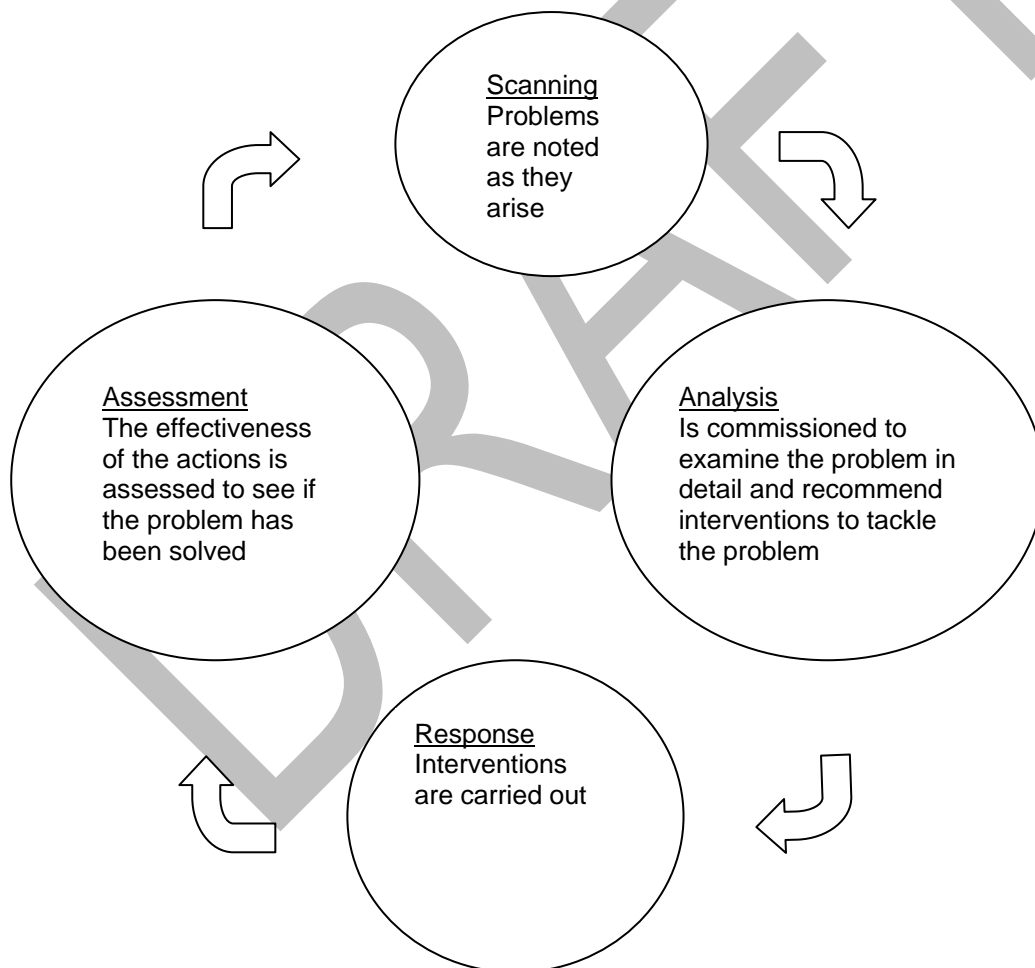 Scanning
Problems
are noted
as they
arise
Analysis
Is commissioned to
examine the problem in
detail and recommend
interventions to tackle
the problem
Response
Interventions
are carried out
Assessment
The effectiveness
of the actions is
assessed to see if
the problem has
been solved
DRAFT